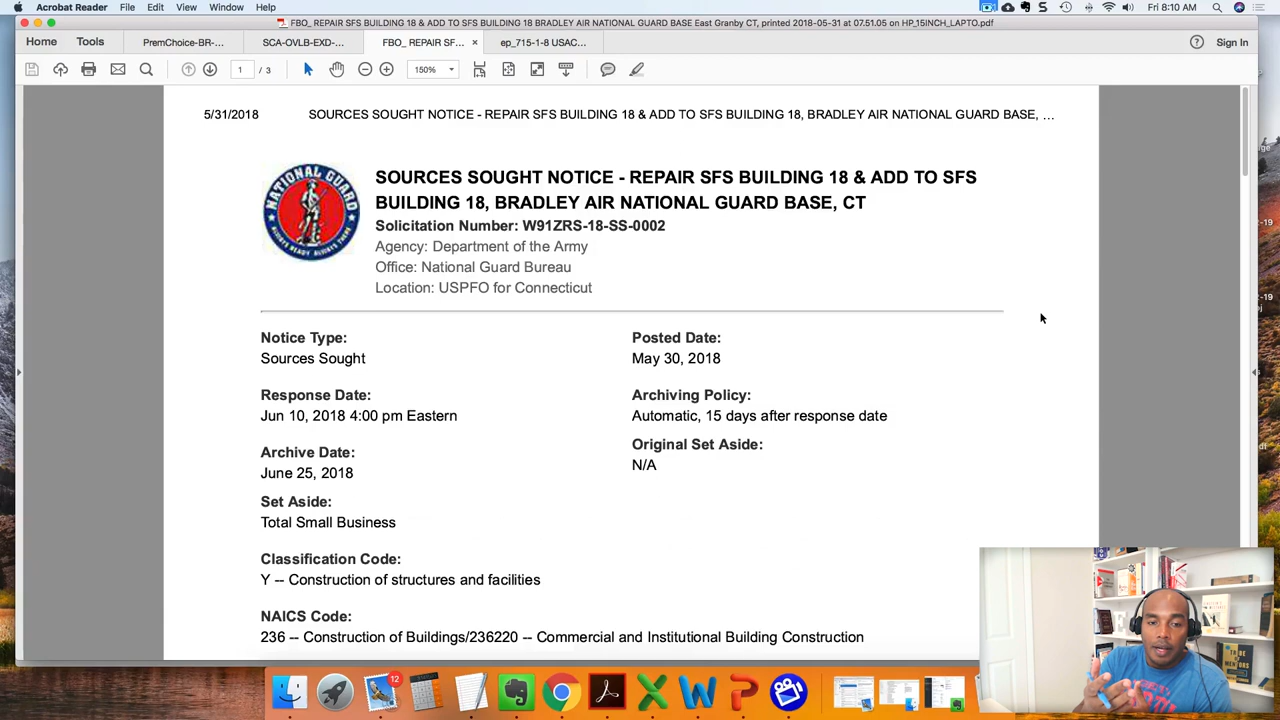 Acrobat Reader File Edit View Window Help Fri 8:10 AM
FBO_ REPAIR SFS BUILDING 18 & ADD TO SFS BUILDING 18 BRADLEY AIR NATIONAL GUARD BASE East Granby CT, printed 2018-05-31 at 07.51.05 on HP_15INCH_LAPTO.pdf
Home Tools PremChoice-BR-... SCA-OVLB-EXD-... FBO_ REPAIR SF... × ep_715-1-8 USAC... Sign In
1 / 3 150%
5/31/2018 SOURCES SOUGHT NOTICE - REPAIR SFS BUILDING 18 & ADD TO SFS BUILDING 18, BRADLEY AIR NATIONAL GUARD BASE, ...
NATIONAL GUARD
ALWAYS READY ALWAYS THERE
SOURCES SOUGHT NOTICE - REPAIR SFS BUILDING 18 & ADD TO SFS
BUILDING 18, BRADLEY AIR NATIONAL GUARD BASE, CT
Solicitation Number: W91ZRS-18-SS-0002
Agency: Department of the Army
Office: National Guard Bureau
Location: USPFO for Connecticut
Notice Type:
Sources Sought
Posted Date:
May 30, 2018
Response Date:
Jun 10, 2018 4:00 pm Eastern
Archiving Policy:
Automatic, 15 days after response date
Archive Date:
June 25, 2018
Original Set Aside:
N/A
Set Aside:
Total Small Business
Classification Code:
Y -- Construction of structures and facilities
NAICS Code:
236 -- Construction of Buildings/236220 -- Commercial and Institutional Building Construction
12